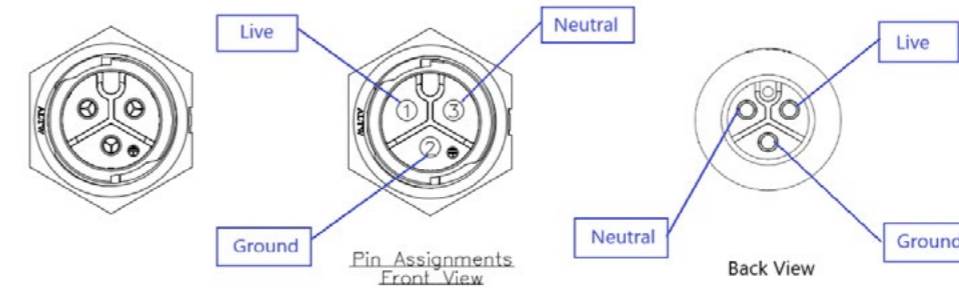 Live
Neutral
Live
ALTW
ALTW
1
3
2
Ground
Neutral
Ground
Pin Assignments
Front View
Back View